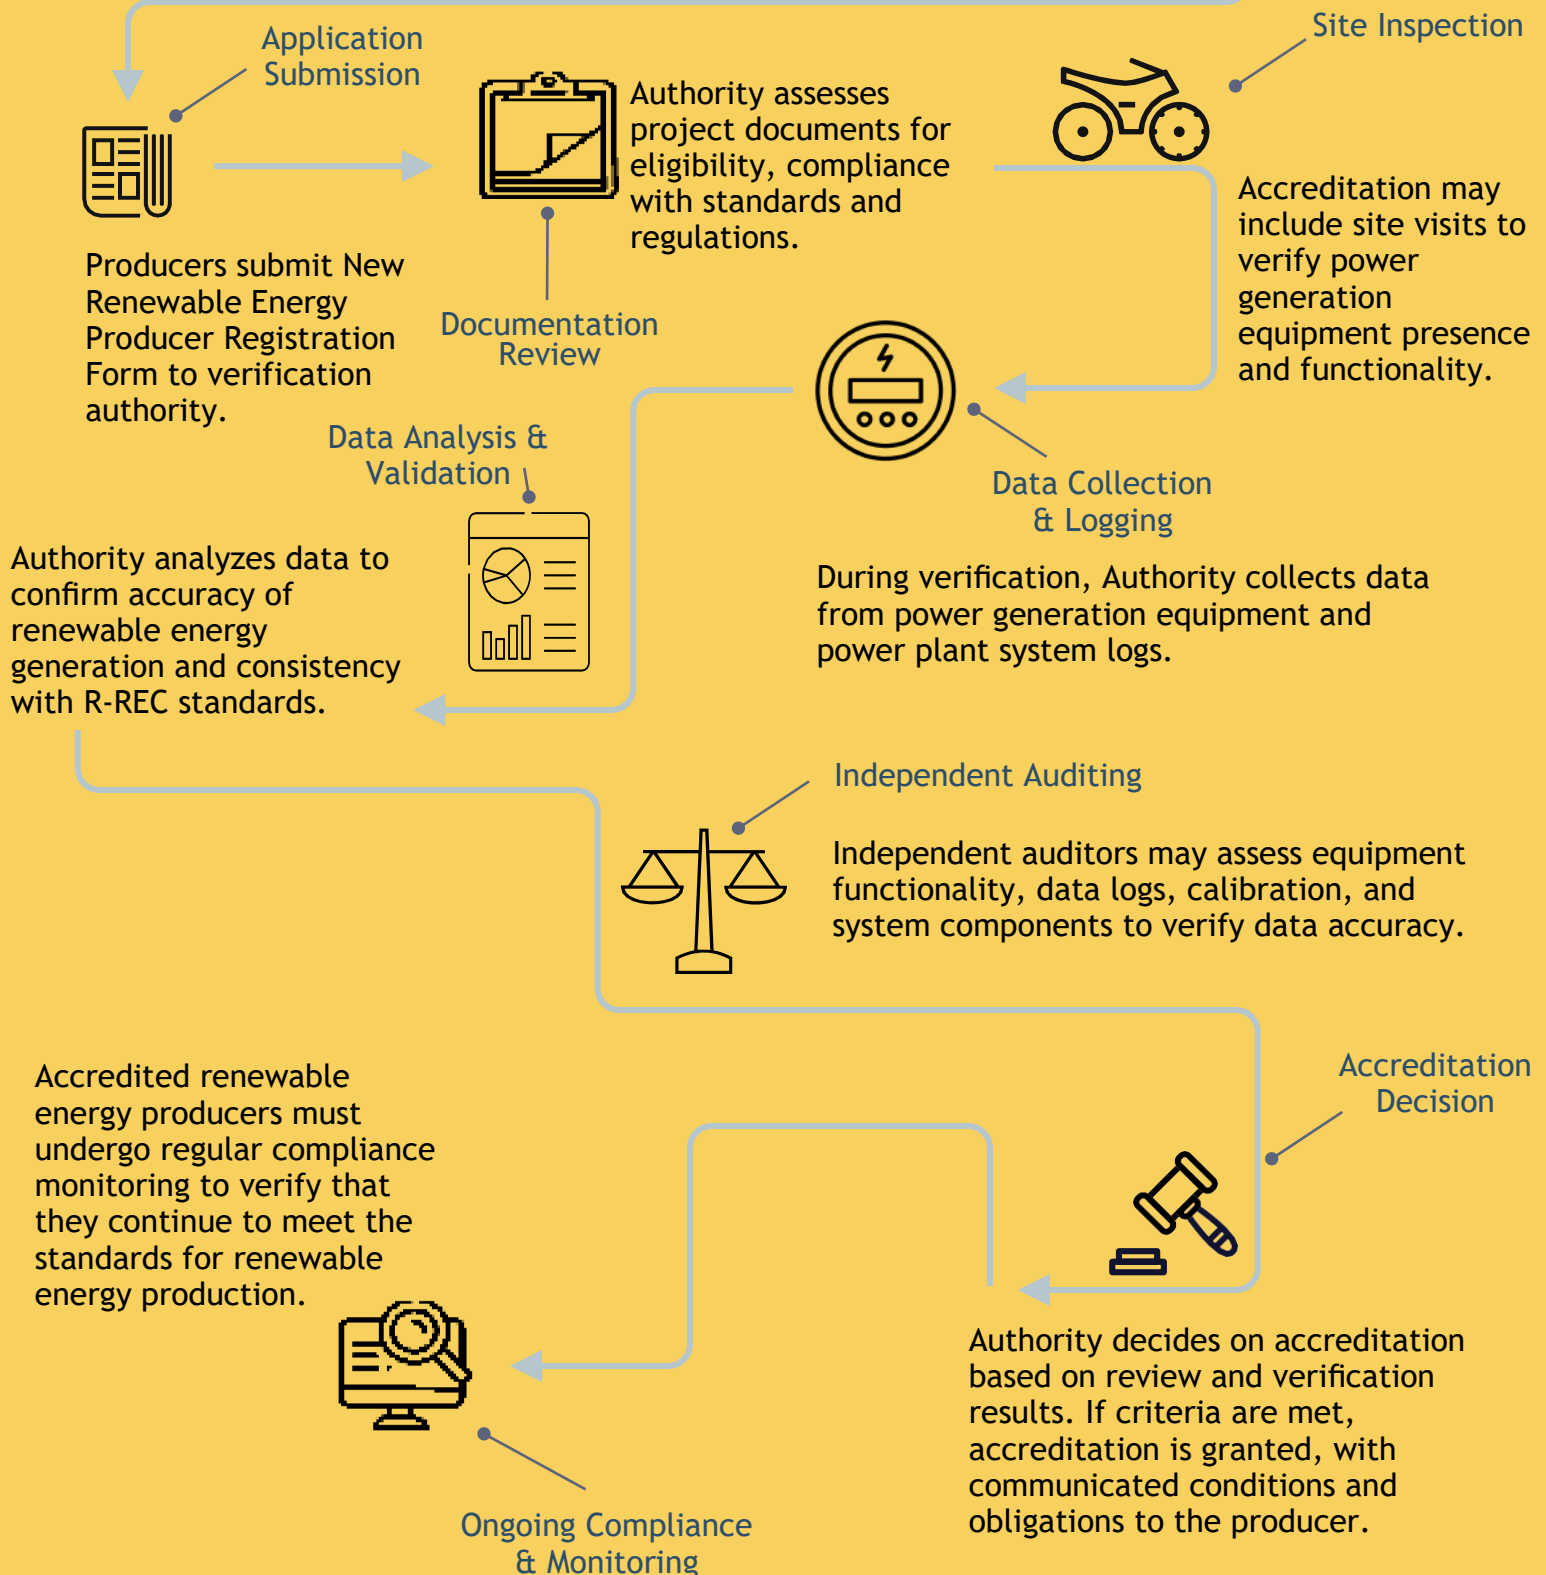 Application
Submission
Producers submit New
Renewable Energy
Producer Registration
Form to verification
authority.
Documentation
Review
Authority assesses
project documents for
eligibility, compliance
with standards and
regulations.
Site Inspection
Accreditation may
include site visits to
verify power
generation
equipment presence
and functionality.
Data Collection
& Logging
During verification, Authority collects data
from power generation equipment and
power plant system logs.
Data Analysis &
Validation
Authority analyzes data to
confirm accuracy of
renewable energy
generation and consistency
with R-REC standards.
Independent Auditing
Independent auditors may assess equipment
functionality, data logs, calibration, and
system components to verify data accuracy.
Accreditation
Decision
Authority decides on accreditation
based on review and verification
results. If criteria are met,
accreditation is granted, with
communicated conditions and
obligations to the producer.
Accredited renewable
energy producers must
undergo regular compliance
monitoring to verify that
they continue to meet the
standards for renewable
energy production.
Ongoing Compliance
& Monitoring